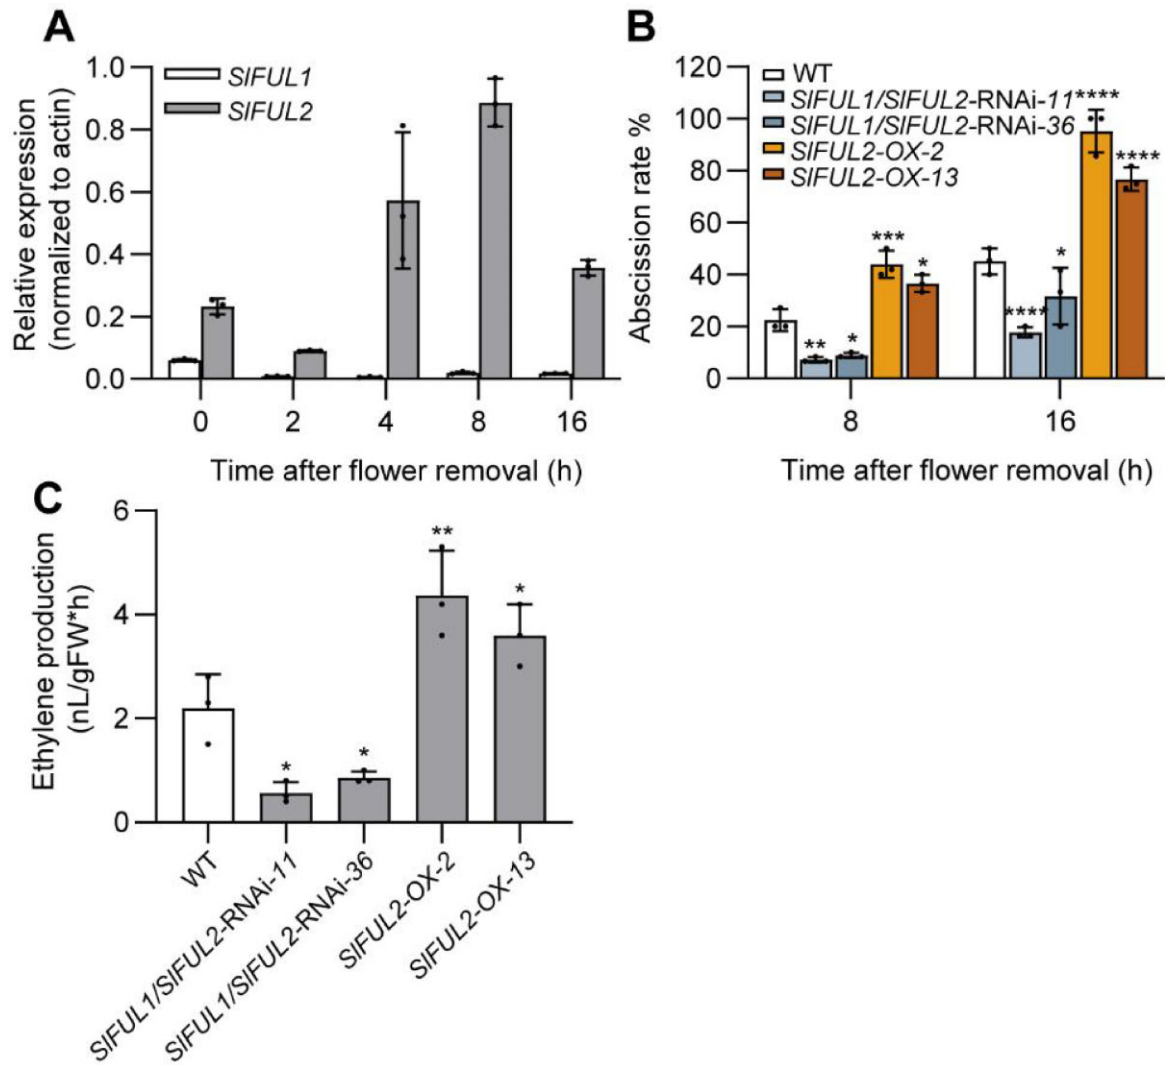 A
SlFUL1
SlFUL2
1.0
0.8
0.6
0.4
0.2
0.0
Relative expression
(normalized to actin)
0 2 4 8 16
Time after flower removal (h)
B
WT
SlFUL1/SlFUL2-RNAi-11
SlFUL1/SlFUL2-RNAi-36
SlFUL2-OX-2
SlFUL2-OX-13
120
100
80
60
40
20
0
Abscission rate %
** * *** * **** * **** ****
8 16
Time after flower removal (h)
C
6
4
2
0
Ethylene production
(nL/gFW*h)
* * ** *
WT
SlFUL1/SlFUL2-RNAi-11
SlFUL1/SlFUL2-RNAi-36
SlFUL2-OX-2
SlFUL2-OX-13